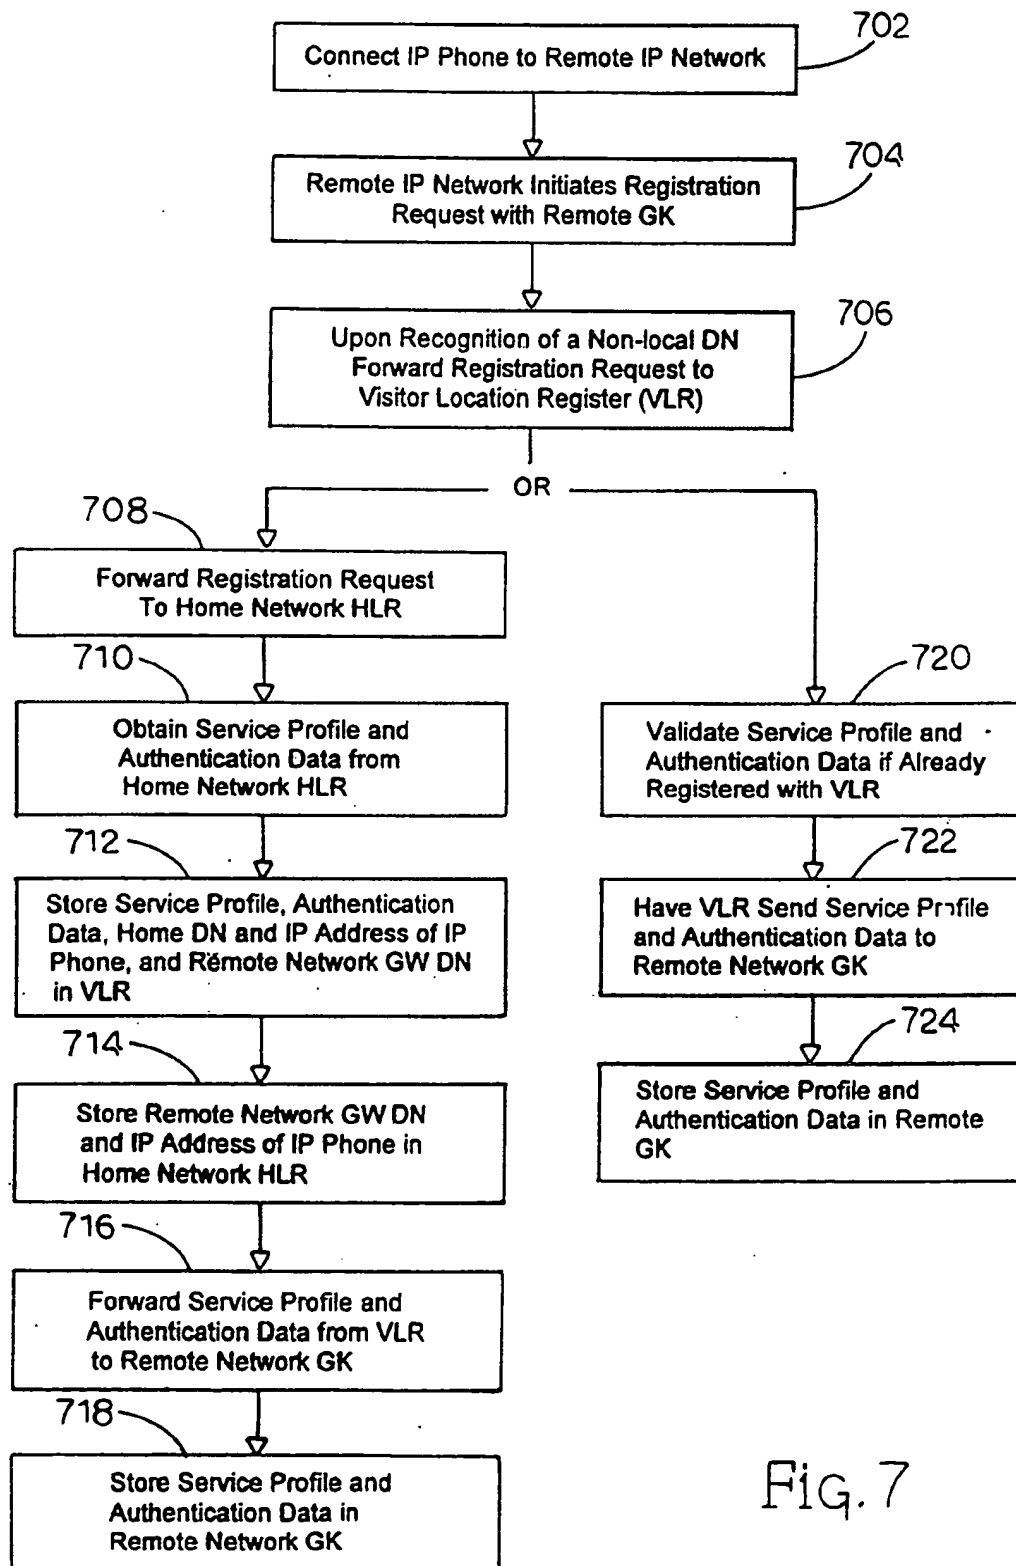 702
Connect IP Phone to Remote IP Network
704
Remote IP Network Initiates Registration
Request with Remote GK
706
Upon Recognition of a Non-local DN
Forward Registration Request to
Visitor Location Register (VLR)
OR
708
Forward Registration Request
To Home Network HLR
710
Obtain Service Profile and
Authentication Data from
Home Network HLR
712
Store Service Profile, Authentication
Data, Home DN and IP Address of IP
Phone, and Remote Network GW DN
in VLR
714
Store Remote Network GW DN
and IP Address of IP Phone in
Home Network HLR
716
Forward Service Profile and
Authentication Data from VLR
to Remote Network GK
718
Store Service Profile and
Authentication Data in
Remote Network GK
720
Validate Service Profile and
Authentication Data if Already
Registered with VLR
722
Have VLR Send Service Profile
and Authentication Data to
Remote Network GK
724
Store Service Profile and
Authentication Data in Remote
GK
Fig. 7